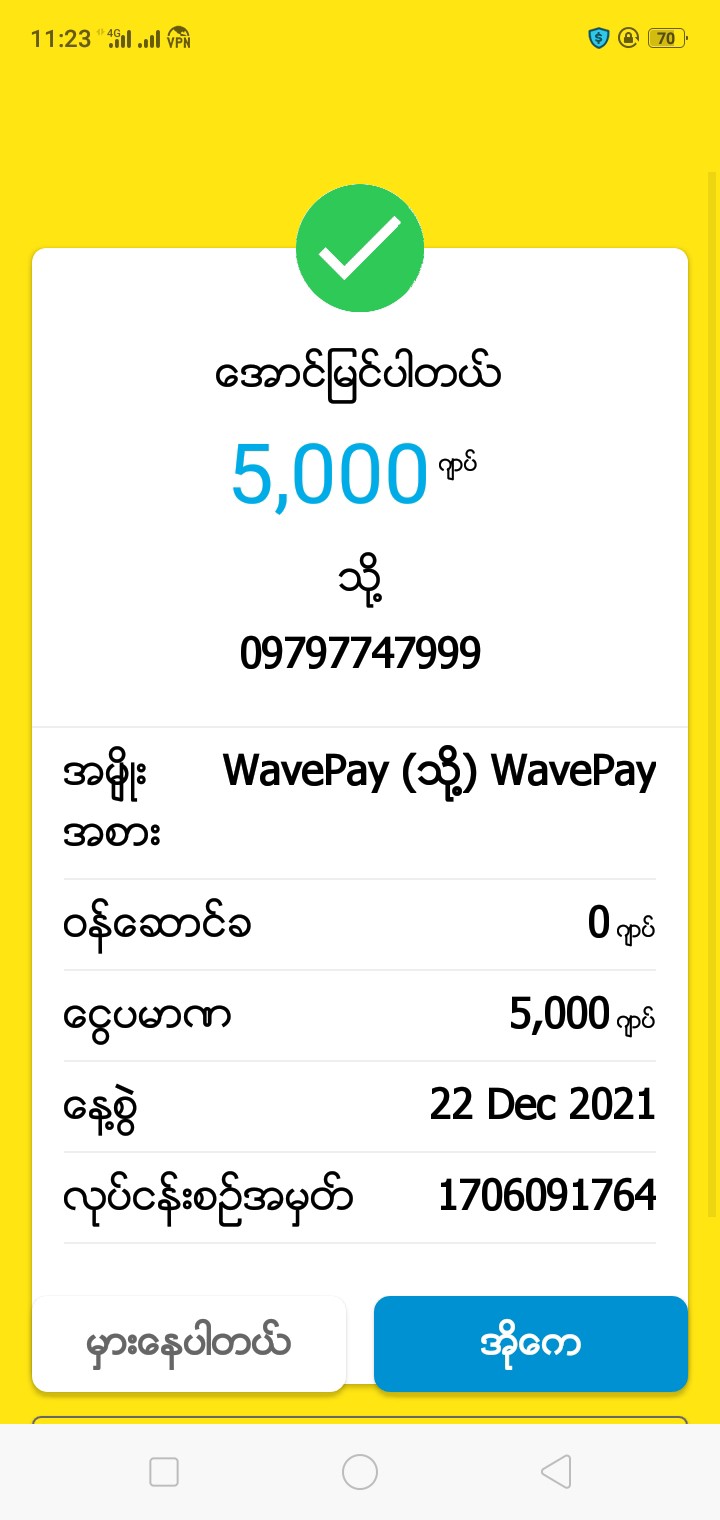 11:23 4G VPN 70
အောင်မြင်ပါတယ်
5,000 ကျပ်
သို့
09797747999
အမျိုး WavePay (သို့) WavePay
အစား
ဝန်ဆောင်ခ 0 ကျပ်
ငွေပမာဏ 5,000 ကျပ်
နေ့စွဲ 22 Dec 2021
လုပ်ငန်းစဉ်အမှတ် 1706091764
မှားနေပါတယ် အိုကေ